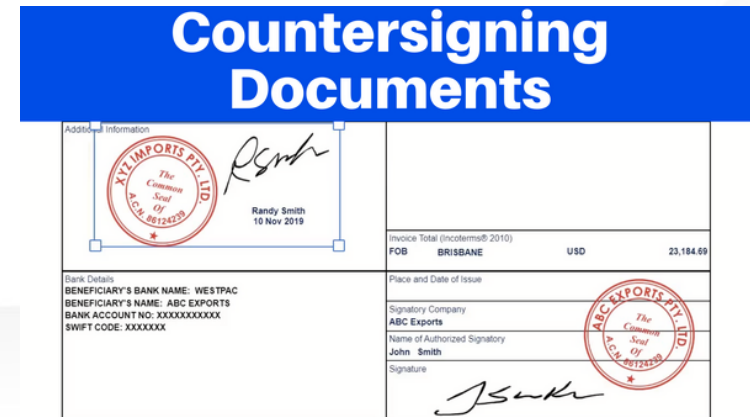 Countersigning
Documents
Additional Information
XYZ IMPORTS PTY. LTD.
The
Common
Seal
Of
A.C.N. 86124239
RSmith
Randy Smith
10 Nov 2019
Invoice Total (Incoterms® 2010)
FOB BRISBANE USD 23,184.69
Bank Details
BENEFICIARY'S BANK NAME: WESTPAC
BENEFICIARY'S NAME: ABC EXPORTS
BANK ACCOUNT NO: XXXXXXXXXXX
SWIFT CODE: XXXXXXX
Place and Date of Issue
Signatory Company
ABC Exports
Name of Authorized Signatory
John Smith
Signature
ABC EXPORTS PTY. LTD.
The
Common
Seal
Of
A.C.N. 86124239